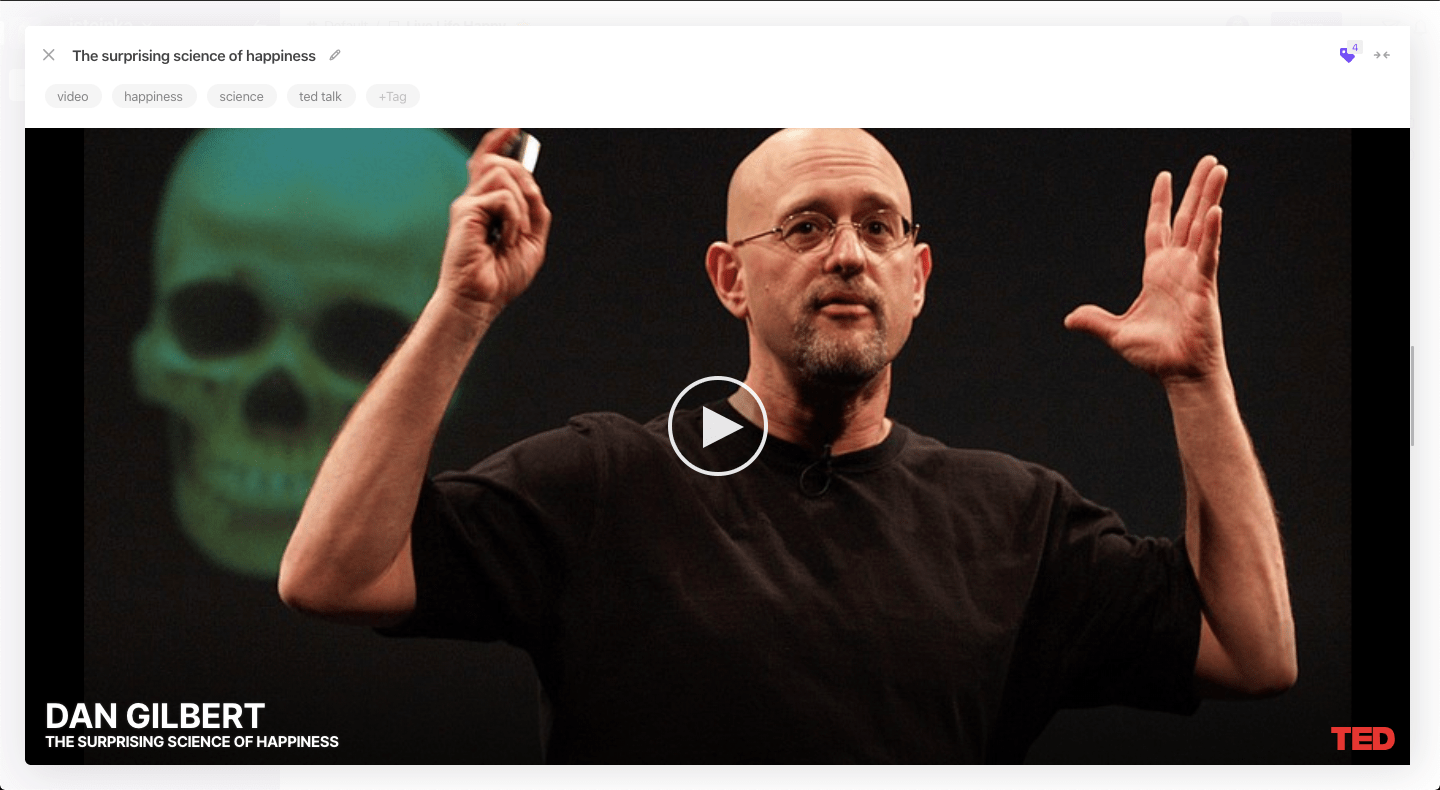 The surprising science of happiness
4
video happiness science ted talk +Tag
DAN GILBERT
THE SURPRISING SCIENCE OF HAPPINESS
TED